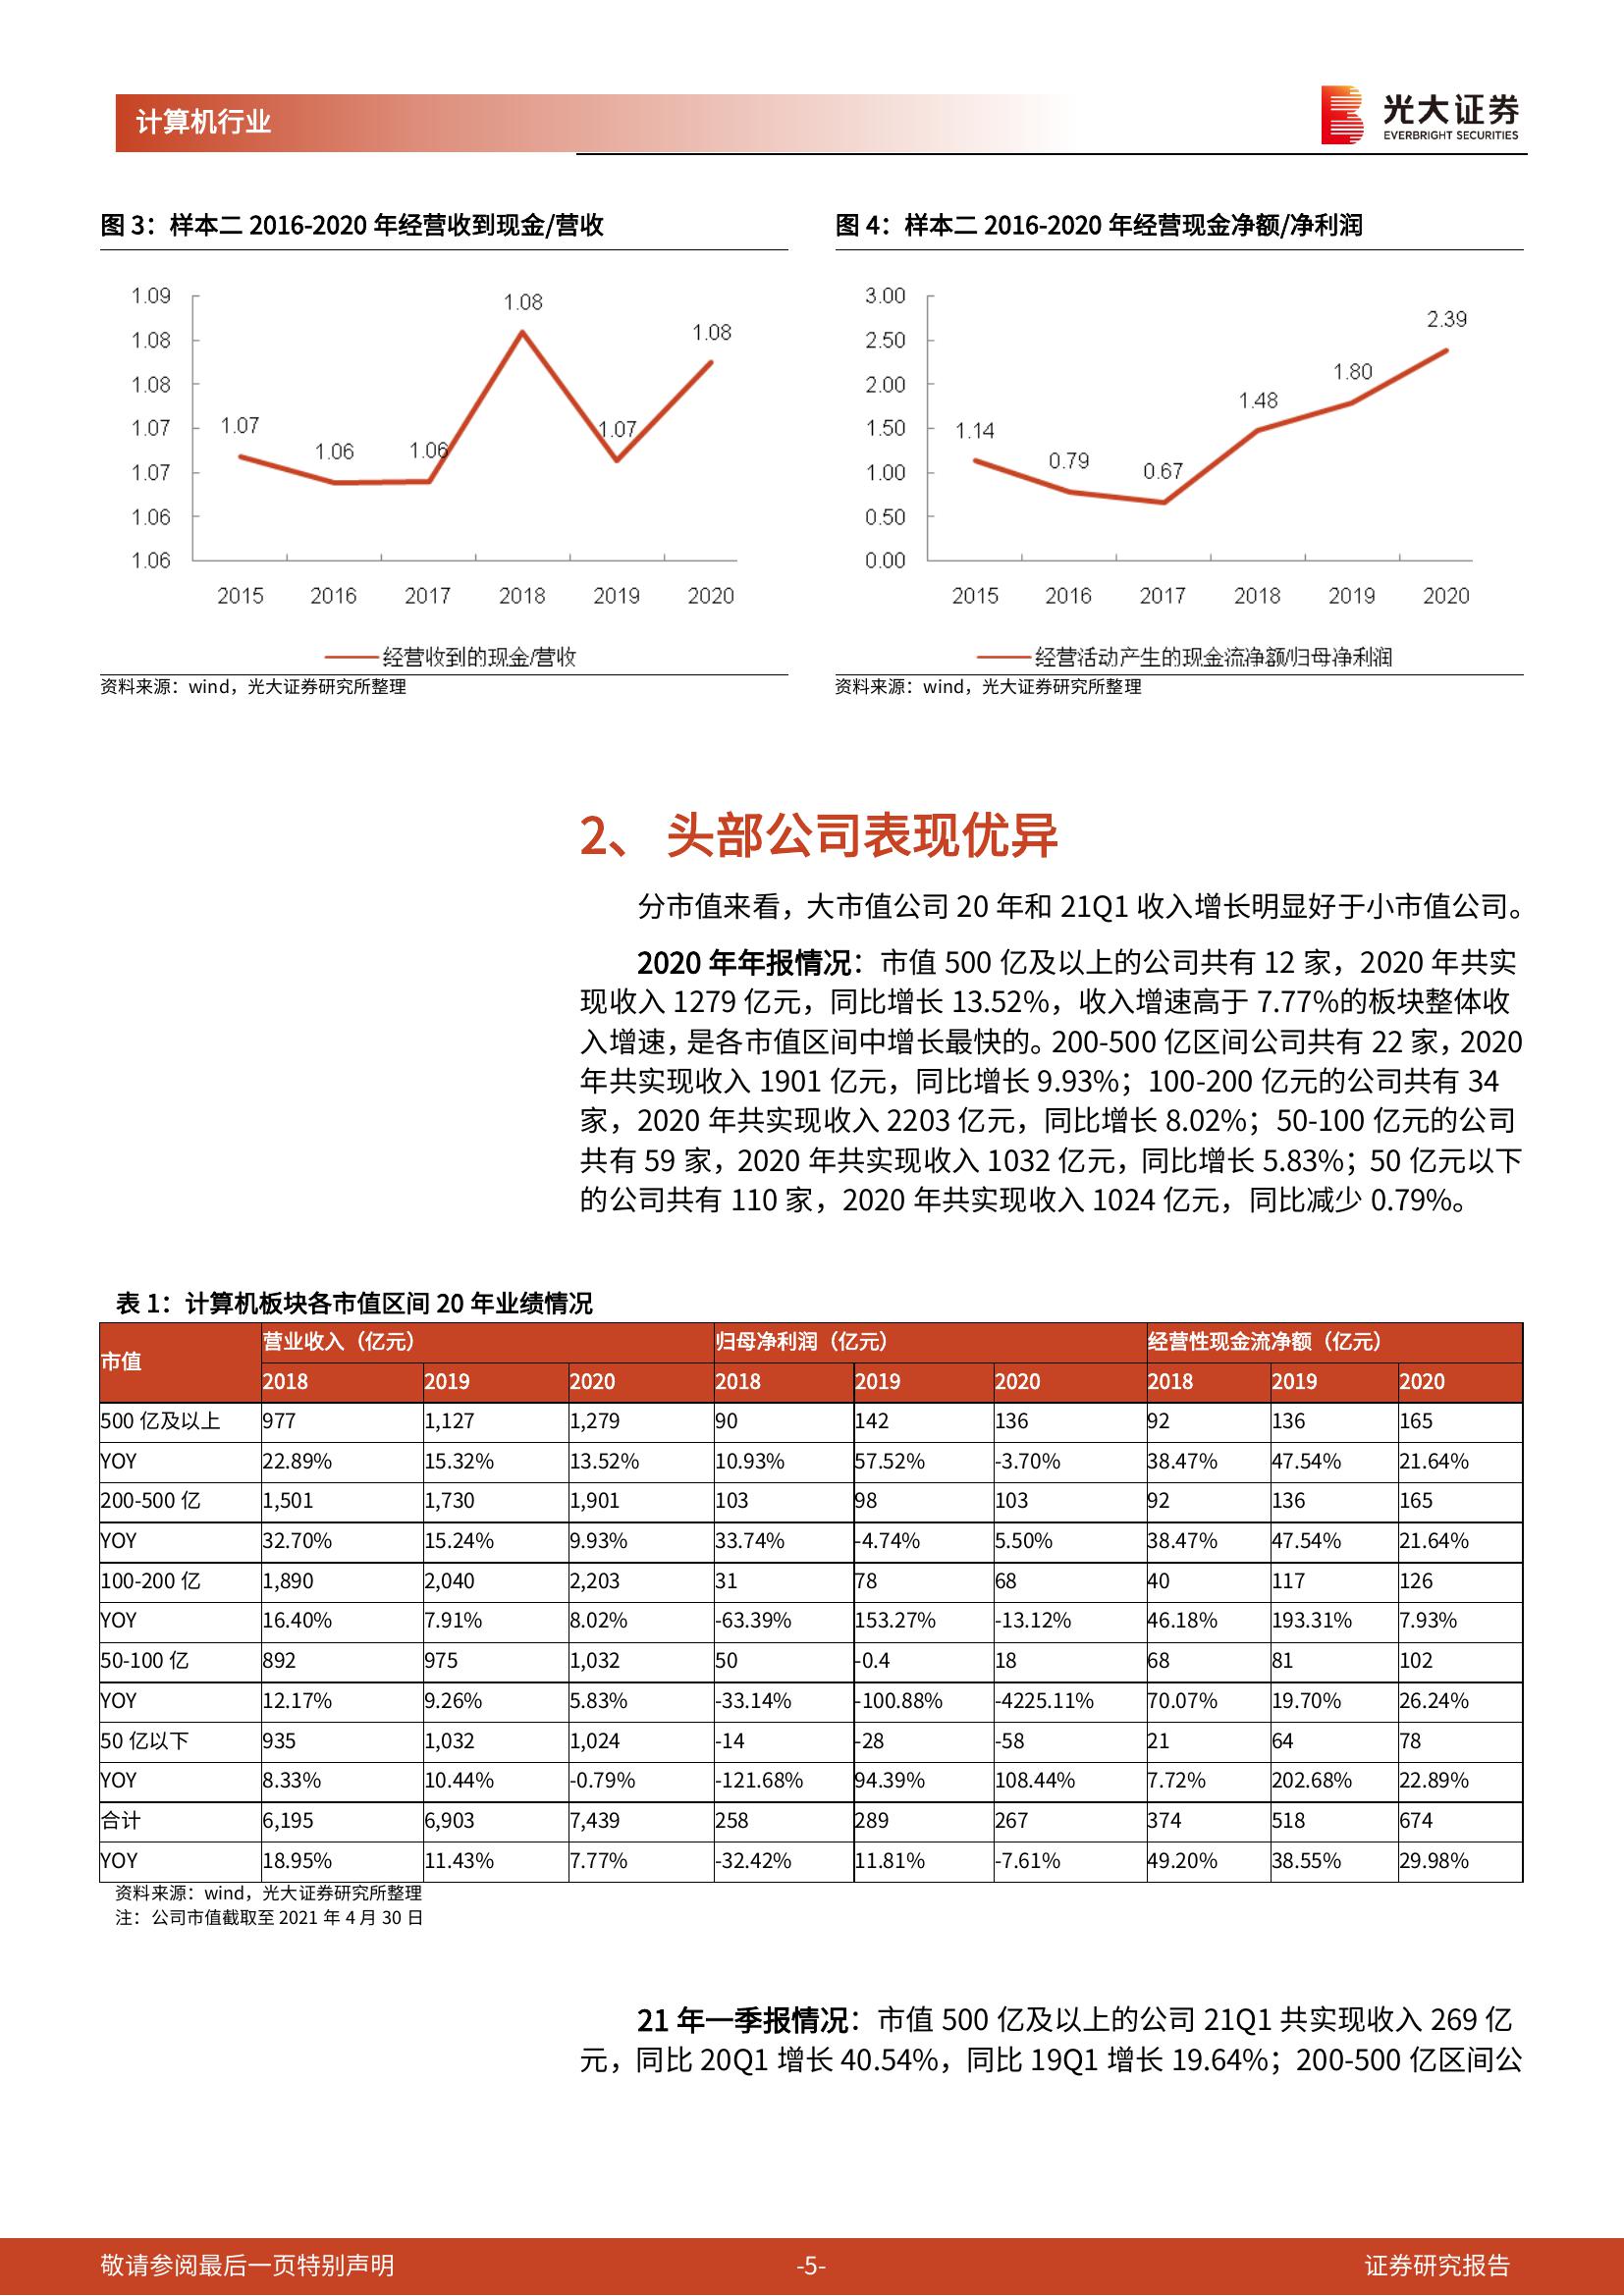 计算机行业
光大证券
EVERBRIGHT SECURITIES
图 3：样本二 2016-2020 年经营收到现金/营收
1.09
1.08
1.08
1.07
1.07
1.06
1.06
1.07
1.06
1.06
1.08
1.07
1.08
2015 2016 2017 2018 2019 2020
经营收到的现金/营收
资料来源：wind，光大证券研究所整理
图 4：样本二 2016-2020 年经营现金净额/净利润
3.00
2.50
2.00
1.50
1.00
0.50
0.00
1.14
0.79
0.67
1.48
1.80
2.39
2015 2016 2017 2018 2019 2020
经营活动产生的现金流净额/归母净利润
资料来源：wind，光大证券研究所整理
2、 头部公司表现优异
分市值来看，大市值公司 20 年和 21Q1 收入增长明显好于小市值公司。
2020 年年报情况：市值 500 亿及以上的公司共有 12 家，2020 年共实
现收入 1279 亿元，同比增长 13.52%，收入增速高于 7.77%的板块整体收
入增速，是各市值区间中增长最快的。200-500 亿区间公司共有 22 家，2020
年共实现收入 1901 亿元，同比增长 9.93%；100-200 亿元的公司共有 34
家，2020 年共实现收入 2203 亿元，同比增长 8.02%；50-100 亿元的公司
共有 59 家，2020 年共实现收入 1032 亿元，同比增长 5.83%；50 亿元以下
的公司共有 110 家，2020 年共实现收入 1024 亿元，同比减少 0.79%。
表 1：计算机板块各市值区间 20 年业绩情况
市值 营业收入（亿元） 归母净利润（亿元） 经营性现金流净额（亿元）
2018 2019 2020 2018 2019 2020 2018 2019 2020
500 亿及以上 977 1,127 1,279 90 142 136 92 136 165
YOY 22.89% 15.32% 13.52% 10.93% 57.52% -3.70% 38.47% 47.54% 21.64%
200-500 亿 1,501 1,730 1,901 103 98 103 92 136 165
YOY 32.70% 15.24% 9.93% 33.74% -4.74% 5.50% 38.47% 47.54% 21.64%
100-200 亿 1,890 2,040 2,203 31 78 68 40 117 126
YOY 16.40% 7.91% 8.02% -63.39% 153.27% -13.12% 46.18% 193.31% 7.93%
50-100 亿 892 975 1,032 50 -0.4 18 68 81 102
YOY 12.17% 9.26% 5.83% -33.14% -100.88% -4225.11% 70.07% 19.70% 26.24%
50 亿以下 935 1,032 1,024 -14 -28 -58 21 64 78
YOY 8.33% 10.44% -0.79% -121.68% 94.39% 108.44% 7.72% 202.68% 22.89%
合计 6,195 6,903 7,439 258 289 267 374 518 674
YOY 18.95% 11.43% 7.77% -32.42% 11.81% -7.61% 49.20% 38.55% 29.98%
资料来源：wind，光大证券研究所整理
注：公司市值截取至 2021 年 4 月 30 日
21 年一季报情况：市值 500 亿及以上的公司 21Q1 共实现收入 269 亿
元，同比 20Q1 增长 40.54%，同比 19Q1 增长 19.64%；200-500 亿区间公
敬请参阅最后一页特别声明 -5- 证券研究报告